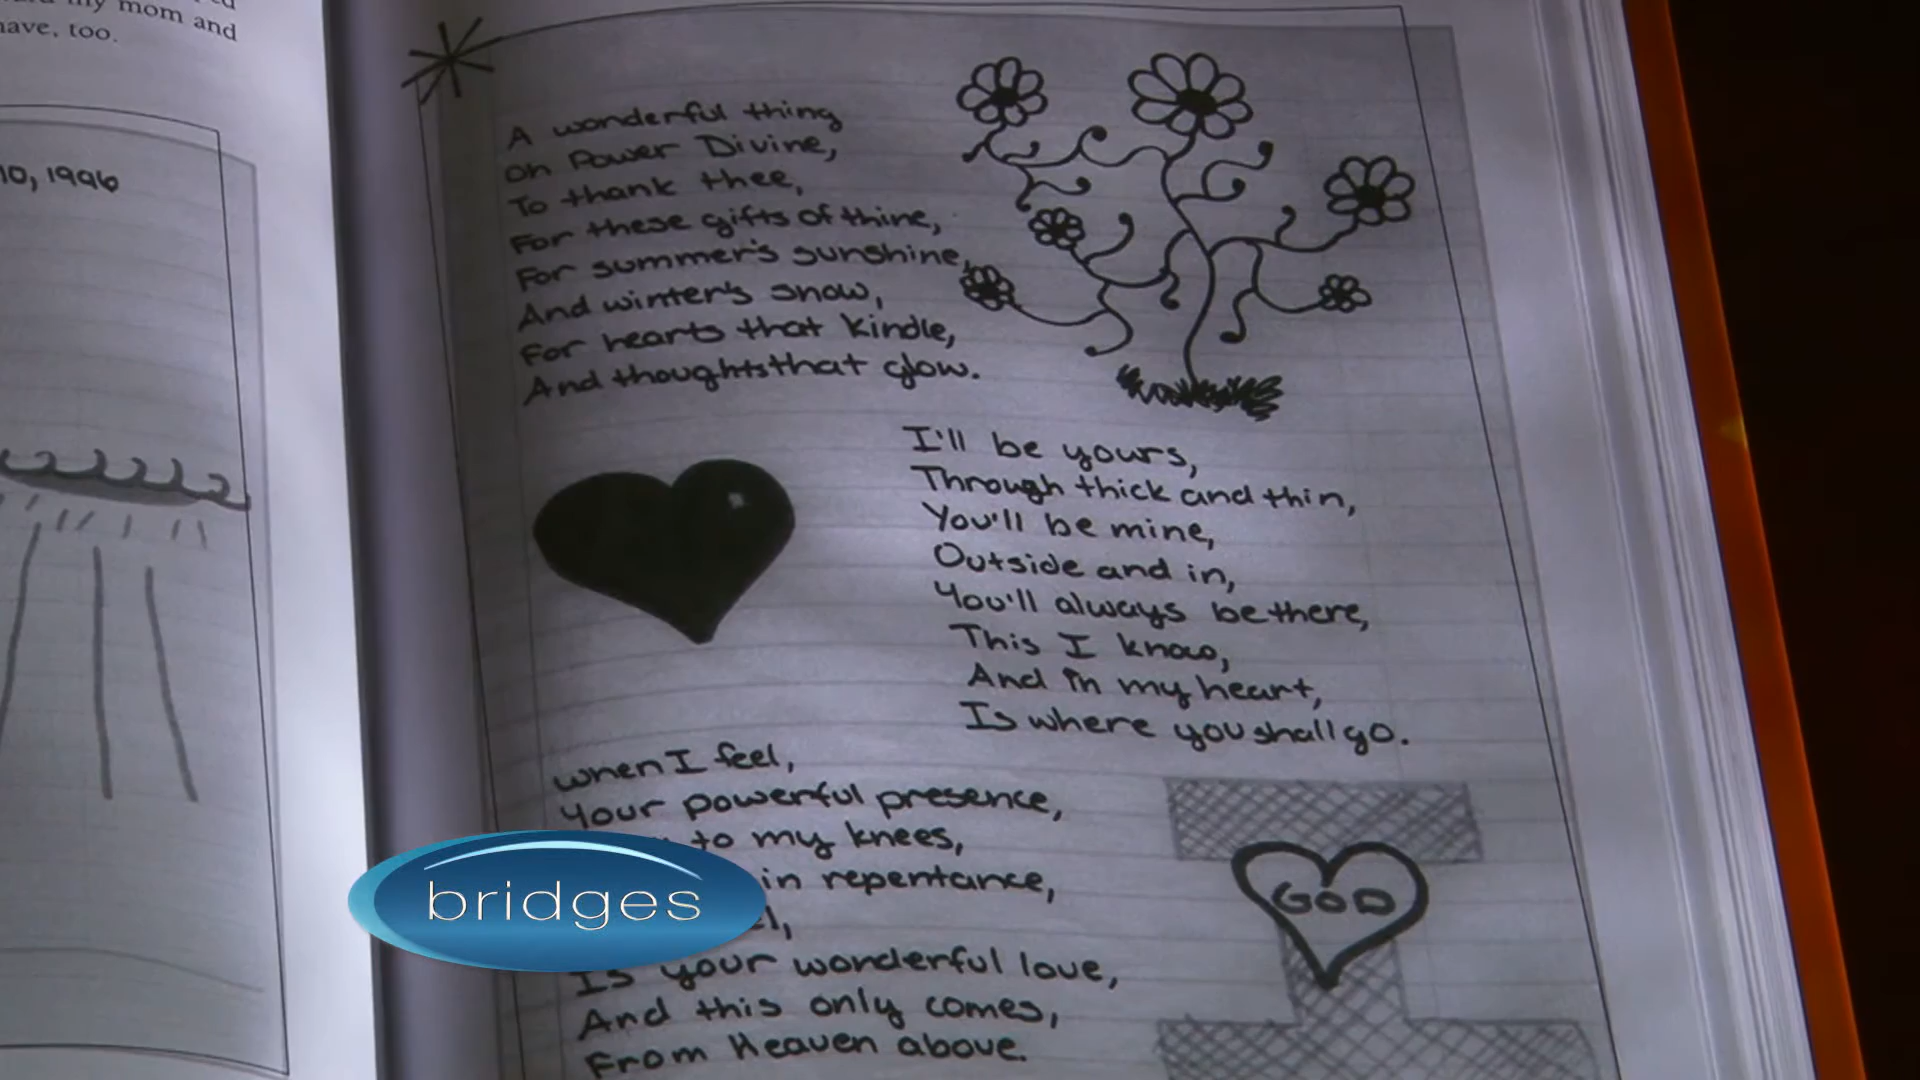 my mom and
have, too.
10, 1996
A wonderful thing
Oh Power Divine,
To thank thee,
For these gifts of thine,
For summer's sunshine,
And winter's snow,
For hearts that kindle,
And thoughts that glow.
I'll be yours,
Through thick and thin,
You'll be mine,
Outside and in,
You'll always be there,
This I know,
And in my heart,
Is where you shall go.
When I feel,
Your powerful presence,
to my knees,
in repentance,
Is your wonderful love,
And this only comes,
From Heaven above.
GOD
bridges